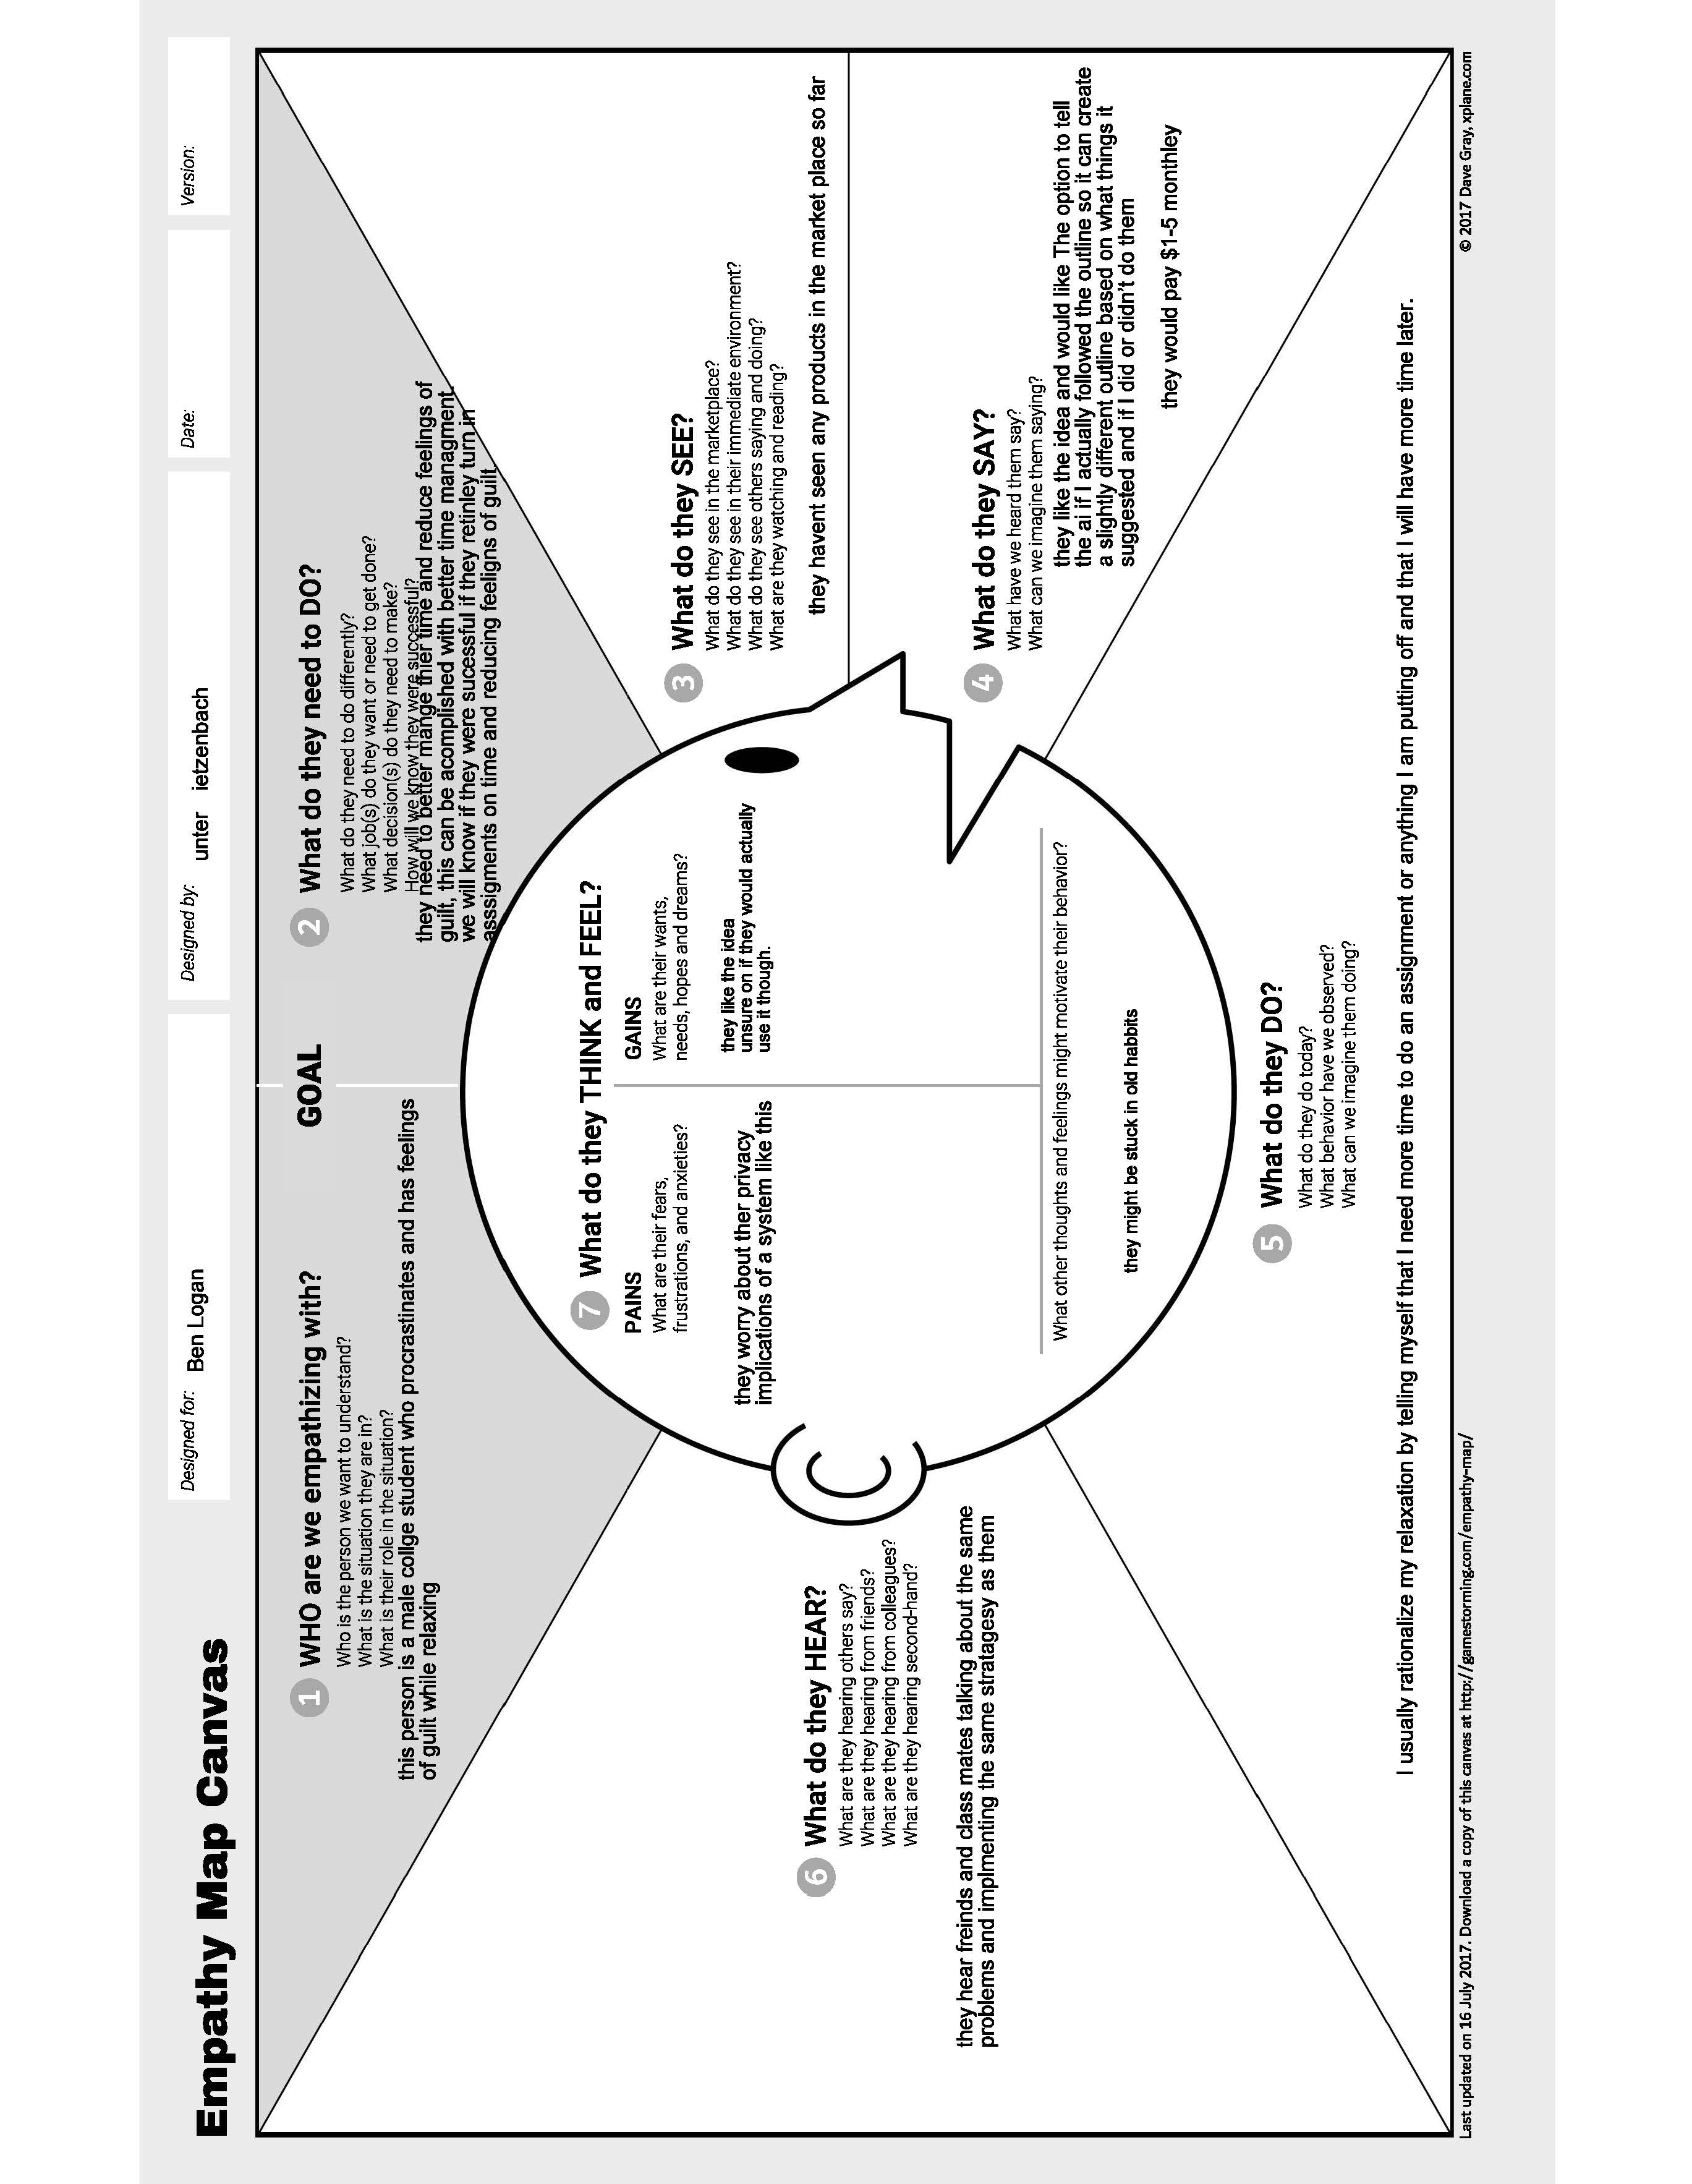 Empathy Map Canvas
Designed for:
Ben Logan
Designed by:
unter ietzenbach
Date:
Version:
1 WHO are we empathizing with?
Who is the person we want to understand?
What is the situation they are in?
What is their role in the situation?
this person is a male collge student who procrastinates and has feelings
of guilt while relaxing
GOAL
2 What do they need to DO?
What do they need to do differently?
What job(s) do they want or need to get done?
What decision(s) do they need to make?
How will we know they were successful?
they need to better mange thier time and reduce feelings of
guilt, this can be acomplished with better time managment.
we will know if they were sucessful if they retinley turn in
asssigments on time and reducing feeligns of guilt.
7 What do they THINK and FEEL?
PAINS
What are their fears,
frustrations, and anxieties?
they worry about ther privacy
implications of a system like this
GAINS
What are their wants,
needs, hopes and dreams?
they like the idea
unsure on if they would actually
use it though.
What other thoughts and feelings might motivate their behavior?
they might be stuck in old habbits
3 What do they SEE?
What do they see in the marketplace?
What do they see in their immediate environment?
What do they see others saying and doing?
What are they watching and reading?
they havent seen any products in the market place so far
4 What do they SAY?
What have we heard them say?
What can we imagine them saying?
they like the idea and would like The option to tell
the ai if I actually followed the outline so it can create
a slightly different outline based on what things it
suggested and if I did or didn't do them
they would pay $1-5 monthley
5 What do they DO?
What do they do today?
What behavior have we observed?
What can we imagine them doing?
I usually rationalize my relaxation by telling myself that I need more time to do an assignment or anything I am putting off and that I will have more time later.
6 What do they HEAR?
What are they hearing others say?
What are they hearing from friends?
What are they hearing from colleagues?
What are they hearing second-hand?
they hear freinds and class mates talking about the same
problems and implmenting the same stratagesy as them
Last updated on 16 July 2017. Download a copy of this canvas at http://gamestorming.com/empathy-map/
© 2017 Dave Gray, xplane.com